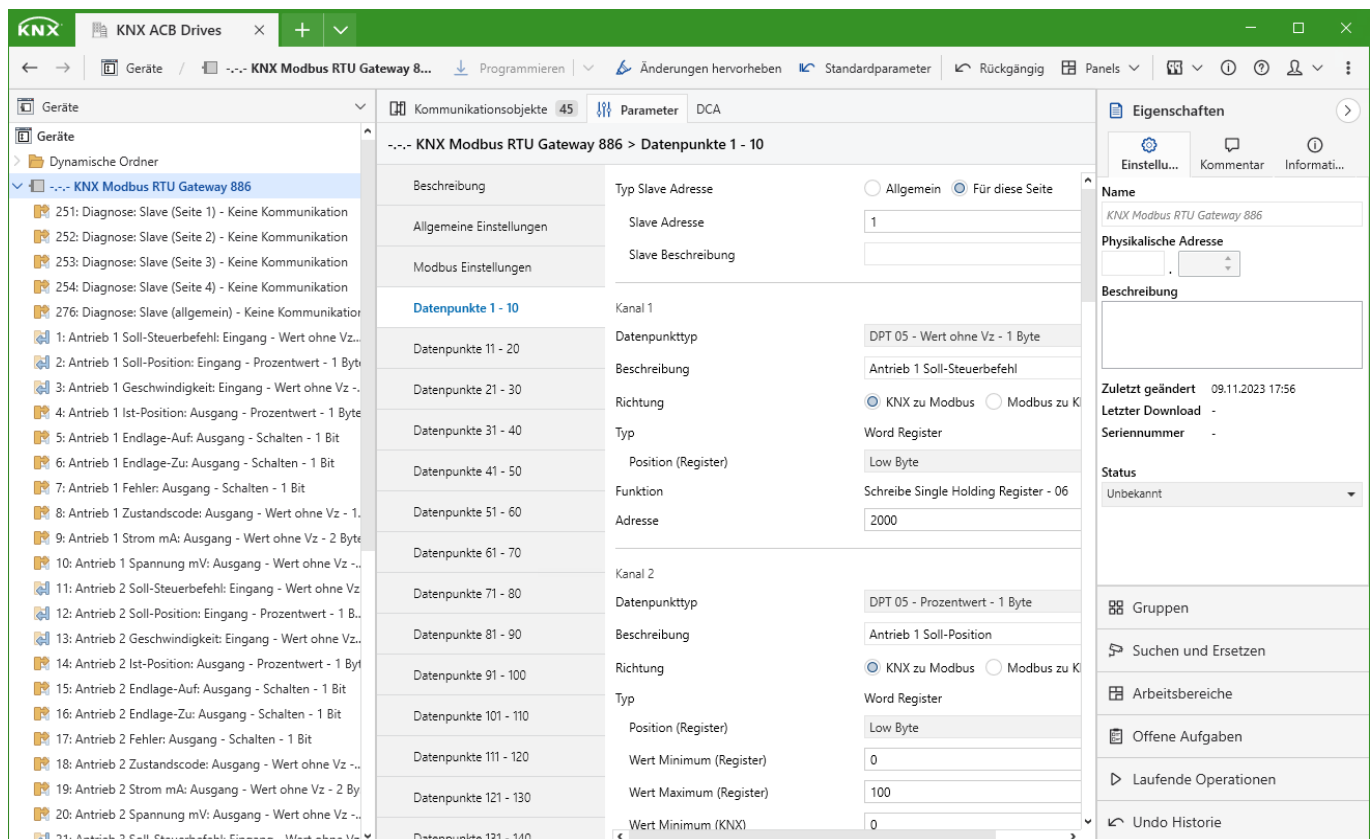 KNX
KNX ACB Drives
Geräte / -.-.- KNX Modbus RTU Gateway 8... Programmieren Änderungen hervorheben Standardparameter Rückgängig Panels
Geräte
Geräte
Dynamische Ordner
-.-.- KNX Modbus RTU Gateway 886
251: Diagnose: Slave (Seite 1) - Keine Kommunikation
252: Diagnose: Slave (Seite 2) - Keine Kommunikation
253: Diagnose: Slave (Seite 3) - Keine Kommunikation
254: Diagnose: Slave (Seite 4) - Keine Kommunikation
276: Diagnose: Slave (allgemein) - Keine Kommunikation
1: Antrieb 1 Soll-Steuerbefehl: Eingang - Wert ohne Vz...
2: Antrieb 1 Soll-Position: Eingang - Prozentwert - 1 Byte
3: Antrieb 1 Geschwindigkeit: Eingang - Wert ohne Vz -.
4: Antrieb 1 Ist-Position: Ausgang - Prozentwert - 1 Byte
5: Antrieb 1 Endlage-Auf: Ausgang - Schalten - 1 Bit
6: Antrieb 1 Endlage-Zu: Ausgang - Schalten - 1 Bit
7: Antrieb 1 Fehler: Ausgang - Schalten - 1 Bit
8: Antrieb 1 Zustandscode: Ausgang - Wert ohne Vz - 1.
9: Antrieb 1 Strom mA: Ausgang - Wert ohne Vz - 2 Byte
10: Antrieb 1 Spannung mV: Ausgang - Wert ohne Vz -..
11: Antrieb 2 Soll-Steuerbefehl: Eingang - Wert ohne Vz
12: Antrieb 2 Soll-Position: Eingang - Prozentwert - 1 B...
13: Antrieb 2 Geschwindigkeit: Eingang - Wert ohne Vz..
14: Antrieb 2 Ist-Position: Ausgang - Prozentwert - 1 Byt
15: Antrieb 2 Endlage-Auf: Ausgang - Schalten - 1 Bit
16: Antrieb 2 Endlage-Zu: Ausgang - Schalten - 1 Bit
17: Antrieb 2 Fehler: Ausgang - Schalten - 1 Bit
18: Antrieb 2 Zustandscode: Ausgang - Wert ohne Vz -..
19: Antrieb 2 Strom mA: Ausgang - Wert ohne Vz - 2 By
20: Antrieb 2 Spannung mV: Ausgang - Wert ohne Vz -..
Kommunikationsobjekte 45 Parameter DCA
-.-.- KNX Modbus RTU Gateway 886 > Datenpunkte 1 - 10
Beschreibung
Allgemeine Einstellungen
Modbus Einstellungen
Datenpunkte 1 - 10
Datenpunkte 11 - 20
Datenpunkte 21 - 30
Datenpunkte 31 - 40
Datenpunkte 41 - 50
Datenpunkte 51 - 60
Datenpunkte 61 - 70
Datenpunkte 71 - 80
Datenpunkte 81 - 90
Datenpunkte 91 - 100
Datenpunkte 101 - 110
Datenpunkte 111 - 120
Datenpunkte 121 - 130
Datenpunkte 131 - 140
Typ Slave Adresse Allgemein Für diese Seite
Slave Adresse 1
Slave Beschreibung
Kanal 1
Datenpunkttyp DPT 05 - Wert ohne Vz - 1 Byte
Beschreibung Antrieb 1 Soll-Steuerbefehl
Richtung KNX zu Modbus Modbus zu K
Typ Word Register
Position (Register) Low Byte
Funktion Schreibe Single Holding Register - 06
Adresse 2000
Kanal 2
Datenpunkttyp DPT 05 - Prozentwert - 1 Byte
Beschreibung Antrieb 1 Soll-Position
Richtung KNX zu Modbus Modbus zu K
Typ Word Register
Position (Register) Low Byte
Wert Minimum (Register) 0
Wert Maximum (Register) 100
Wert Minimum (KNX) 0
Eigenschaften
Einstellu... Kommentar Informati...
Name
KNX Modbus RTU Gateway 886
Physikalische Adresse
.
Beschreibung
Zuletzt geändert 09.11.2023 17:56
Letzter Download -
Seriennummer -
Status
Unbekannt
Gruppen
Suchen und Ersetzen
Arbeitsbereiche
Offene Aufgaben
Laufende Operationen
Undo Historie